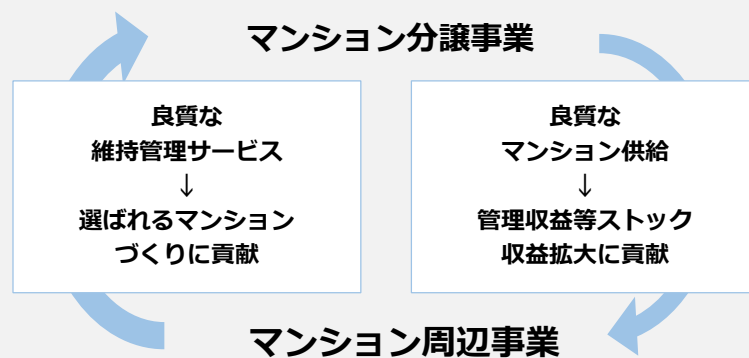 マンション分譲事業
良質な
維持管理サービス
↓
選ばれるマンション
づくりに貢献
良質な
マンション供給
↓
管理収益等ストック
収益拡大に貢献
マンション周辺事業